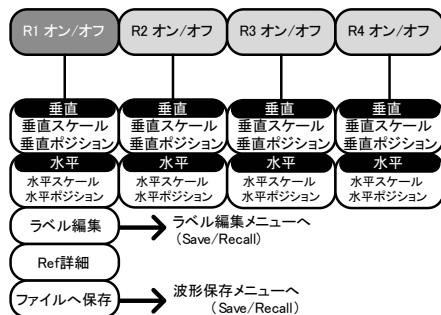 R1 オン/オフ R2 オン/オフ R3 オン/オフ R4 オン/オフ
垂直 垂直 垂直 垂直
垂直スケール 垂直スケール 垂直スケール 垂直スケール
垂直ポジション 垂直ポジション 垂直ポジション 垂直ポジション
水平 水平 水平 水平
水平スケール 水平スケール 水平スケール 水平スケール
水平ポジション 水平ポジション 水平ポジション 水平ポジション
ラベル編集 ラベル編集メニューへ
(Save/Recall)
Ref詳細
ファイルへ保存 波形保存メニューへ
(Save/Recall)